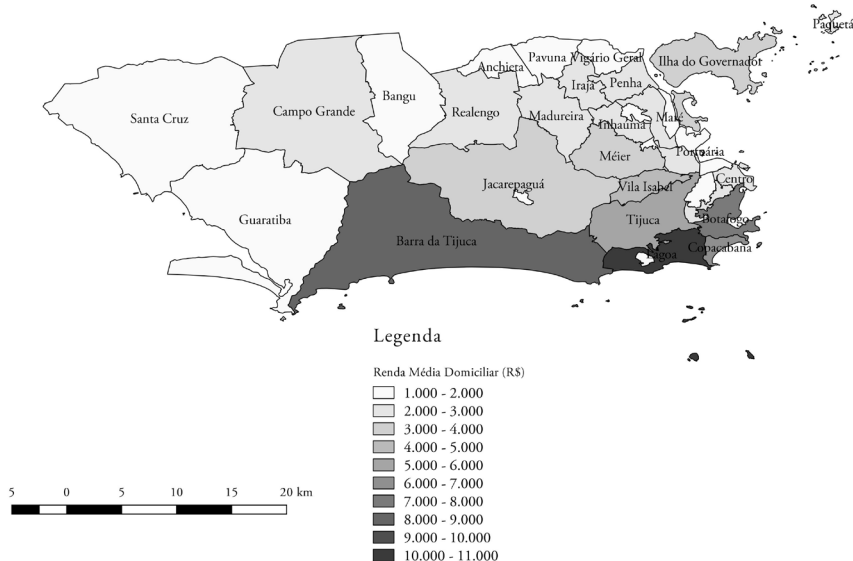 Paquetá
Pavuna
Vigário Geral
Ilha do Governador
Anchieta
Irajá
Penha
Bangu
Campo Grande
Realengo
Santa Cruz
Madureira
Inhaúma
Maré
Méier
Portuária
Jacarepaguá
Vila Isabel
Centro
Guaratiba
Tijuca
Botafogo
Barra da Tijuca
Copacabana
Lagoa
Legenda
Renda Média Domiciliar (R$)
1.000 - 2.000
2.000 - 3.000
3.000 - 4.000
4.000 - 5.000
5.000 - 6.000
6.000 - 7.000
7.000 - 8.000
8.000 - 9.000
9.000 - 10.000
10.000 - 11.000
5 0 5 10 15 20 km